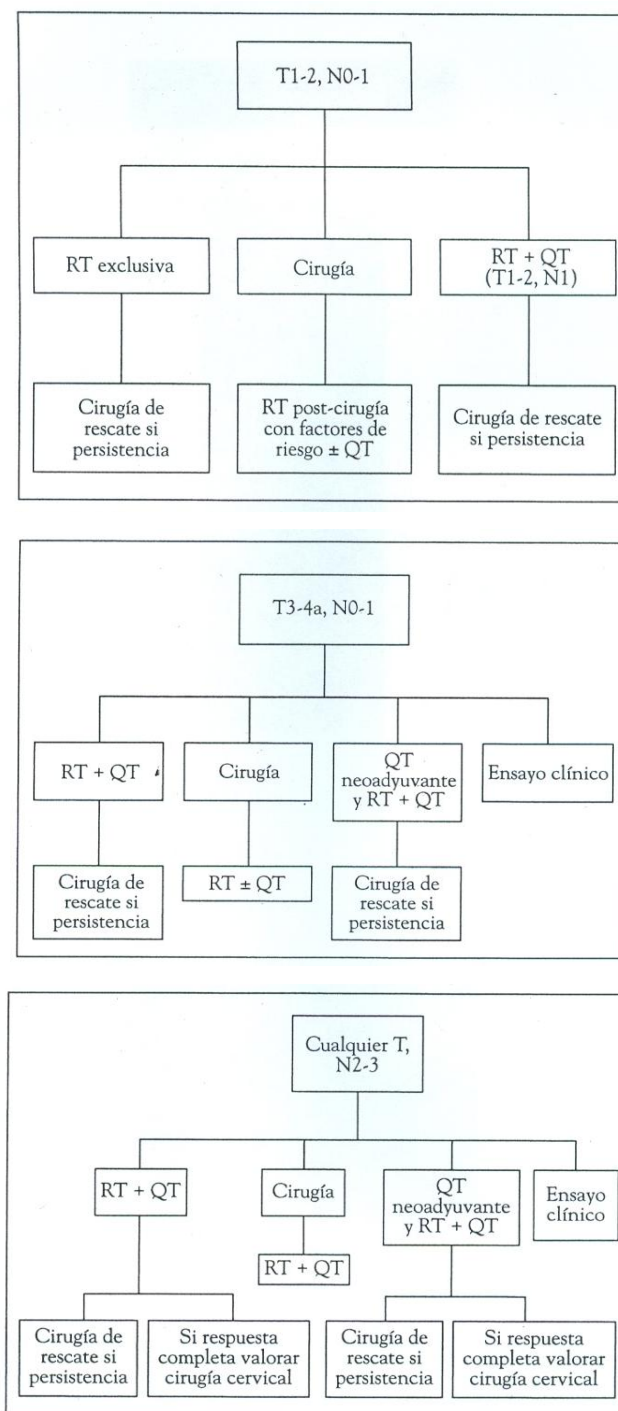 T1-2, N0-1
RT exclusiva
Cirugía
RT + QT
(T1-2, N1)
Cirugía de
rescate si
persistencia
RT post-cirugía
con factores de
riesgo ± QT
Cirugía de rescate
si persistencia
T3-4a, N0-1
RT + QT
Cirugía
QT
neoadyuvante
y RT + QT
Ensayo clínico
Cirugía de
rescate si
persistencia
RT ± QT
Cirugía de
rescate si
persistencia
Cualquier T,
N2-3
RT + QT
Cirugía
QT
neoadyuvante
y RT + QT
Ensayo
clínico
RT + QT
Cirugía de
rescate si
persistencia
Si respuesta
completa valorar
cirugía cervical
Cirugía de
rescate si
persistencia
Si respuesta
completa valorar
cirugía cervical